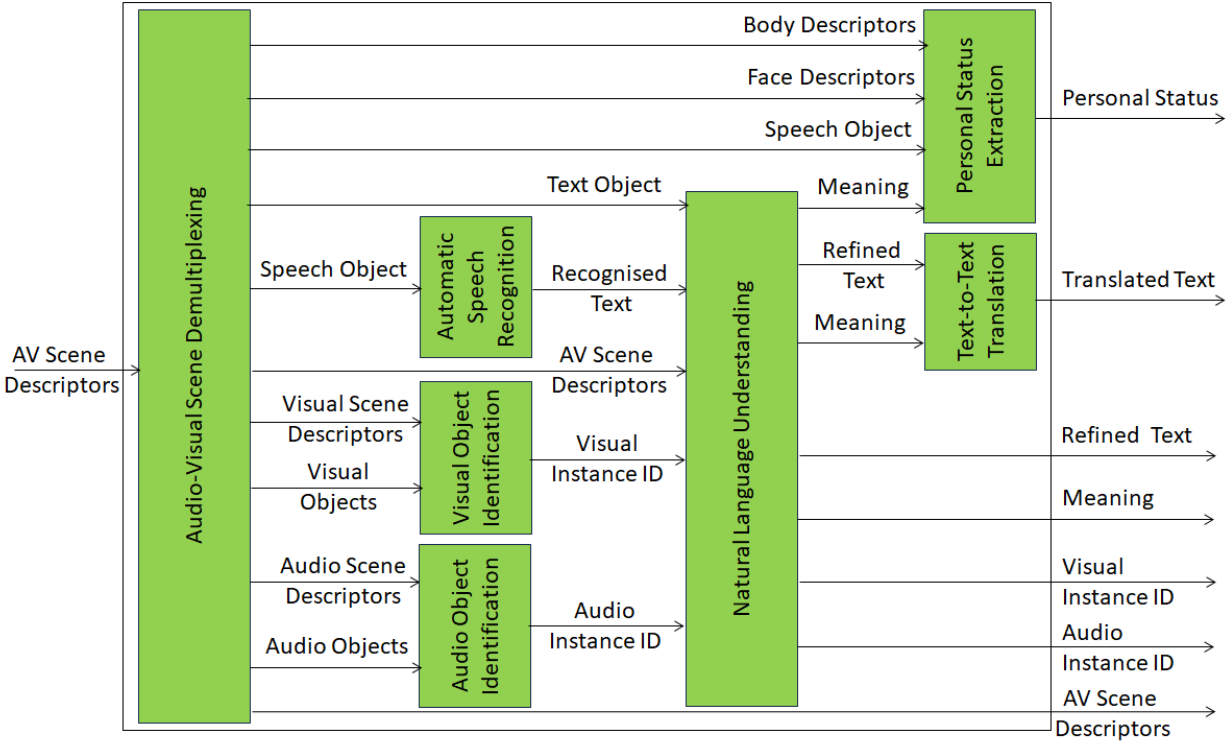 Body Descriptors
Face Descriptors
Speech Object
Personal Status
Extraction
Personal Status
Text Object
Meaning
Audio-Visual Scene Demultiplexing
Speech Object
Automatic
Speech
Recognition
Recognised
Text
Natural Language Understanding
Refined
Text
Meaning
Text-to-Text
Translation
Translated Text
AV Scene
Descriptors
AV Scene
Descriptors
Visual Scene
Descriptors
Visual
Objects
Visual Object
Identification
Visual
Instance ID
Refined Text
Meaning
Audio Scene
Descriptors
Audio Objects
Audio Object
Identification
Audio
Instance ID
Visual
Instance ID
Audio
Instance ID
AV Scene
Descriptors